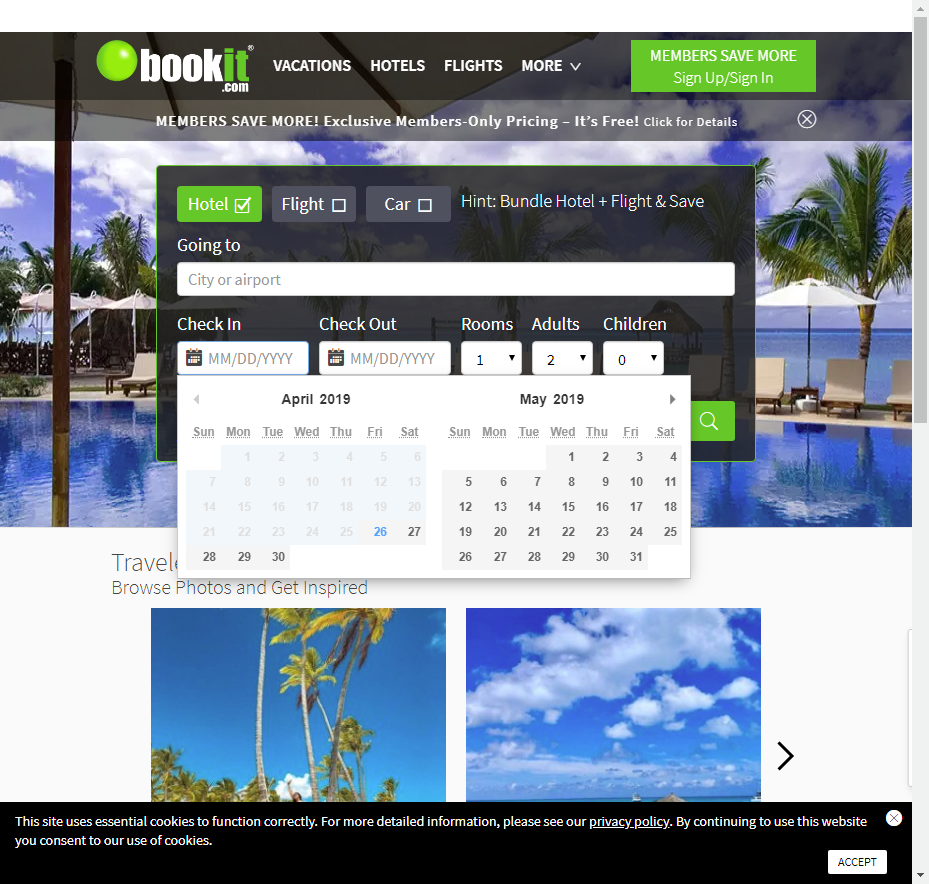 bookit®
.com
VACATIONS HOTELS FLIGHTS MORE
MEMBERS SAVE MORE
Sign Up/Sign In
MEMBERS SAVE MORE! Exclusive Members-Only Pricing – It's Free! Click for Details
Hotel Flight Car Hint: Bundle Hotel + Flight & Save
Going to
City or airport
Check In Check Out Rooms Adults Children
MM/DD/YYYY MM/DD/YYYY 1 2 0
April 2019 May 2019
Sun Mon Tue Wed Thu Fri Sat Sun Mon Tue Wed Thu Fri Sat
1 2 3 4 5 6 1 2 3 4
7 8 9 10 11 12 13 5 6 7 8 9 10 11
14 15 16 17 18 19 20 12 13 14 15 16 17 18
21 22 23 24 25 26 27 19 20 21 22 23 24 25
28 29 30 26 27 28 29 30 31
Browse Photos and Get Inspired
This site uses essential cookies to function correctly. For more detailed information, please see our privacy policy. By continuing to use this website
you consent to our use of cookies.
ACCEPT